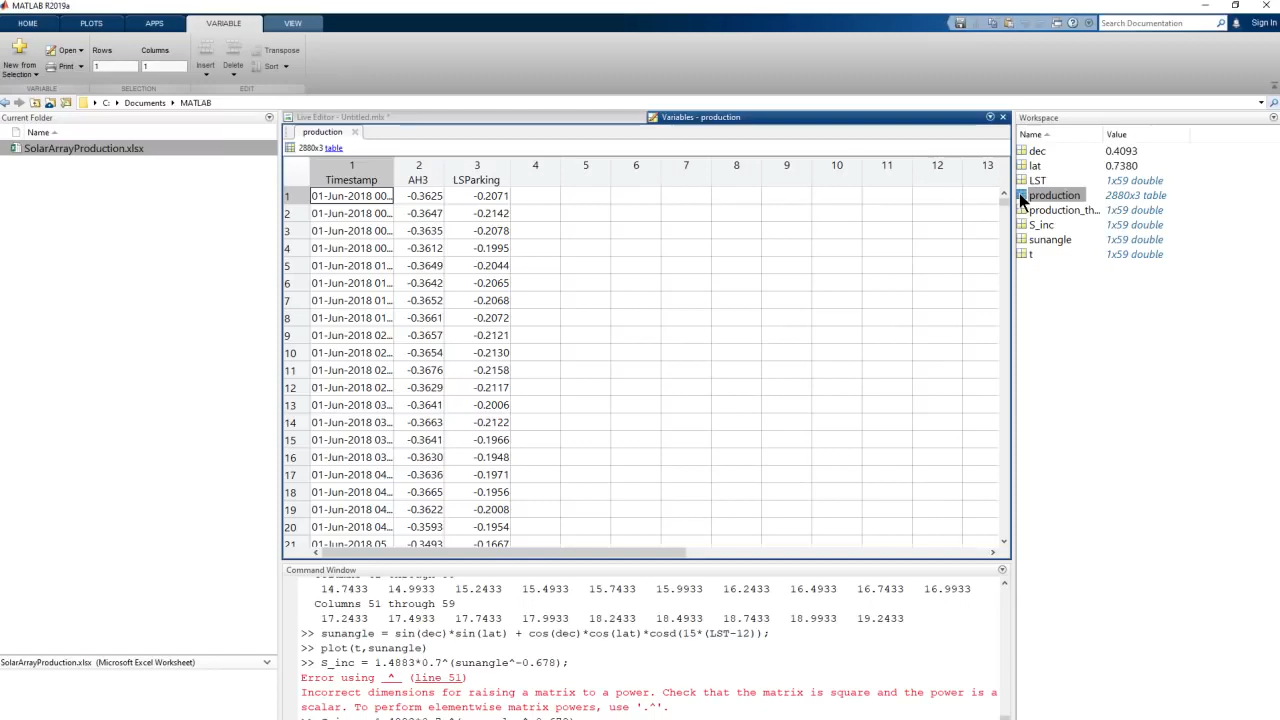 MATLAB R2019a
HOME PLOTS APPS VARIABLE VIEW Search Documentation Sign In
New from Selection Open Print Rows Columns 1 1 Insert Delete Transpose Sort
VARIABLE SELECTION EDIT
C: Documents MATLAB
Current Folder
Name
SolarArrayProduction.xlsx
SolarArrayProduction.xlsx (Microsoft Excel Worksheet)
Live Editor - Untitled.mlx *
Variables - production
production
2880x3 table
1 2 3 4 5 6 7 8 9 10 11 12 13
Timestamp AH3 LSParking
1 01-Jun-2018 00... -0.3625 -0.2071
2 01-Jun-2018 00... -0.3647 -0.2142
3 01-Jun-2018 00... -0.3635 -0.2078
4 01-Jun-2018 00... -0.3612 -0.1995
5 01-Jun-2018 01... -0.3649 -0.2044
6 01-Jun-2018 01... -0.3642 -0.2065
7 01-Jun-2018 01... -0.3652 -0.2068
8 01-Jun-2018 01... -0.3661 -0.2072
9 01-Jun-2018 02... -0.3657 -0.2121
10 01-Jun-2018 02... -0.3654 -0.2130
11 01-Jun-2018 02... -0.3676 -0.2158
12 01-Jun-2018 02... -0.3629 -0.2117
13 01-Jun-2018 03... -0.3641 -0.2006
14 01-Jun-2018 03... -0.3663 -0.2122
15 01-Jun-2018 03... -0.3641 -0.1966
16 01-Jun-2018 03... -0.3630 -0.1948
17 01-Jun-2018 04... -0.3636 -0.1971
18 01-Jun-2018 04... -0.3665 -0.1956
19 01-Jun-2018 04... -0.3622 -0.2008
20 01-Jun-2018 04... -0.3593 -0.1954
21 01-Jun-2018 05... -0.3493 -0.1667
Command Window
14.7433 14.9933 15.2433 15.4933 15.7433 15.9933 16.2433 16.4933 16.7433 16.9933
Columns 51 through 59
17.2433 17.4933 17.7433 17.9933 18.2433 18.4933 18.7433 18.9933 19.2433
>> sunangle = sin(dec)*sin(lat) + cos(dec)*cos(lat)*cosd(15*(LST-12));
>> plot(t,sunangle)
>> S_inc = 1.4883*0.7^(sunangle^-0.678);
Error using ^ (line 51)
Incorrect dimensions for raising a matrix to a power. Check that the matrix is square and the power is a
scalar. To perform elementwise matrix powers, use '.^'.
Workspace
Name Value
dec 0.4093
lat 0.7380
LST 1x59 double
production 2880x3 table
production_th... 1x59 double
S_inc 1x59 double
sunangle 1x59 double
t 1x59 double